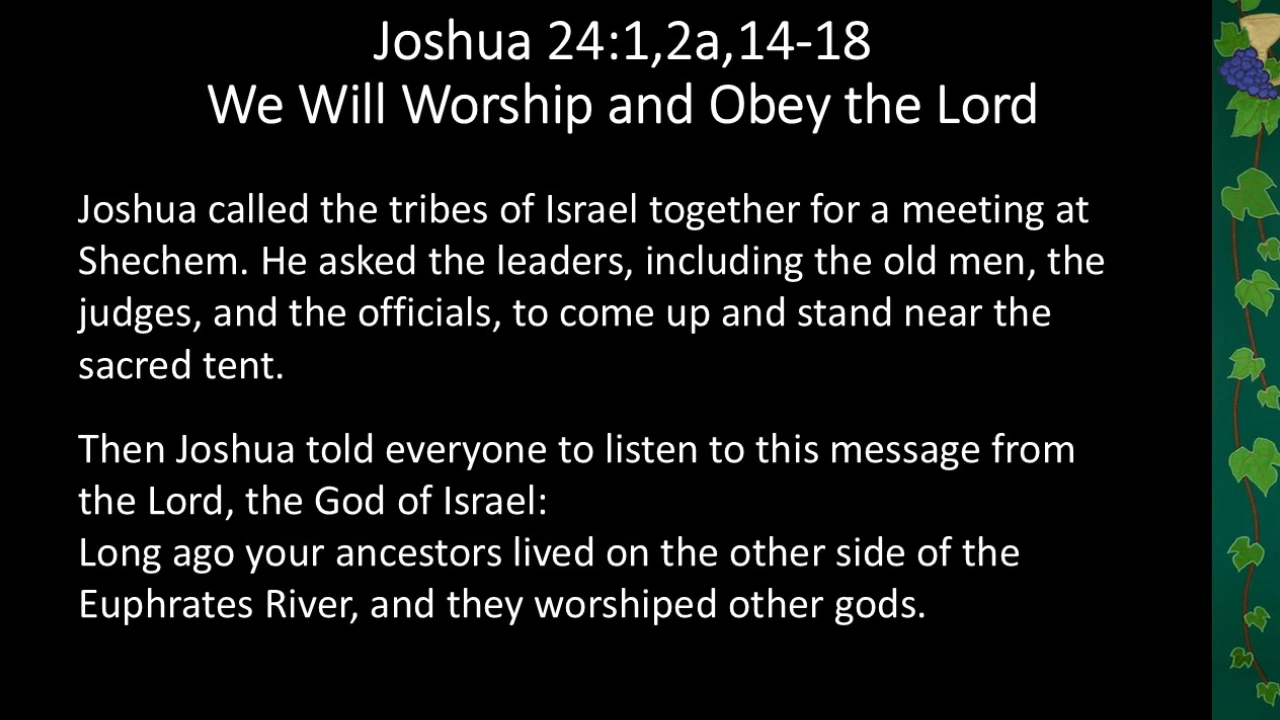 Joshua 24:1,2a,14-18
We Will Worship and Obey the Lord
Joshua called the tribes of Israel together for a meeting at
Shechem. He asked the leaders, including the old men, the
judges, and the officials, to come up and stand near the
sacred tent.
Then Joshua told everyone to listen to this message from
the Lord, the God of Israel:
Long ago your ancestors lived on the other side of the
Euphrates River, and they worshiped other gods.